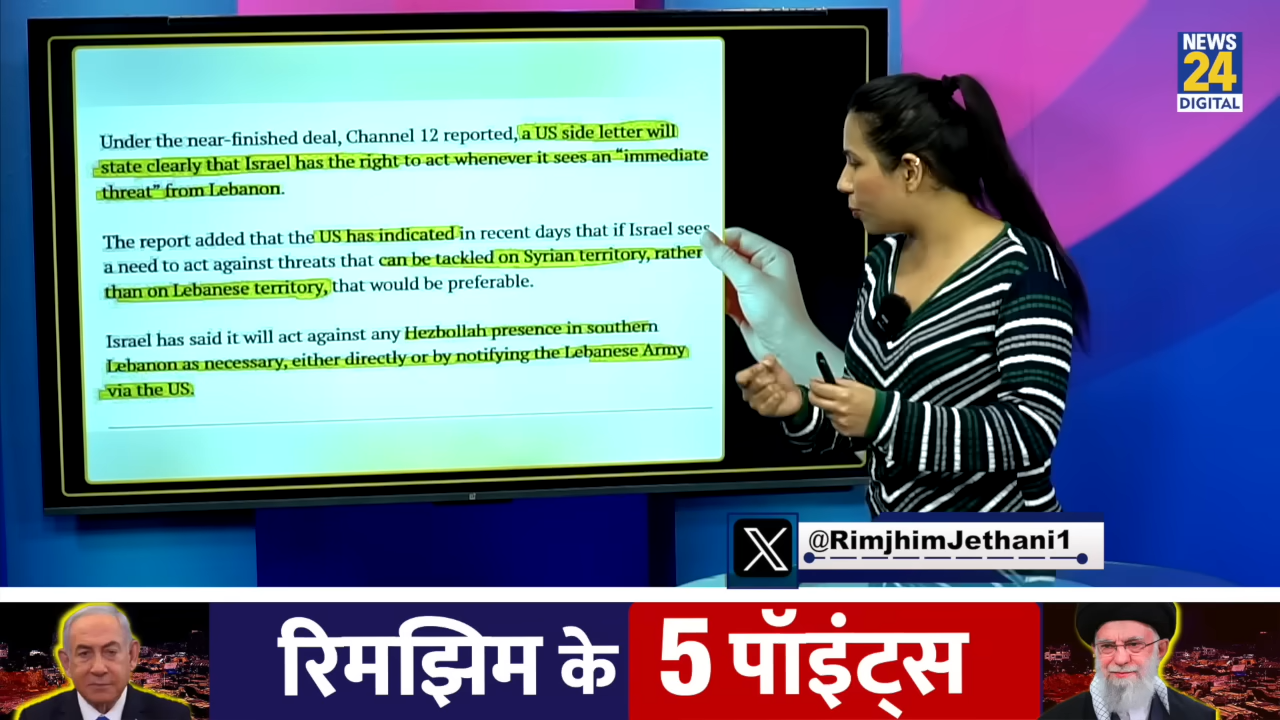 NEWS
24
DIGITAL
Under the near-finished deal, Channel 12 reported, a US side letter will
state clearly that Israel has the right to act whenever it sees an “immediate
threat” from Lebanon.
The report added that the US has indicated in recent days that if Israel sees
a need to act against threats that can be tackled on Syrian territory, rather
than on Lebanese territory, that would be preferable.
Israel has said it will act against any Hezbollah presence in southern
Lebanon as necessary, either directly or by notifying the Lebanese Army
via the US.
@RimjhimJethani1
रिमझिम के 5 पॉइंट्स